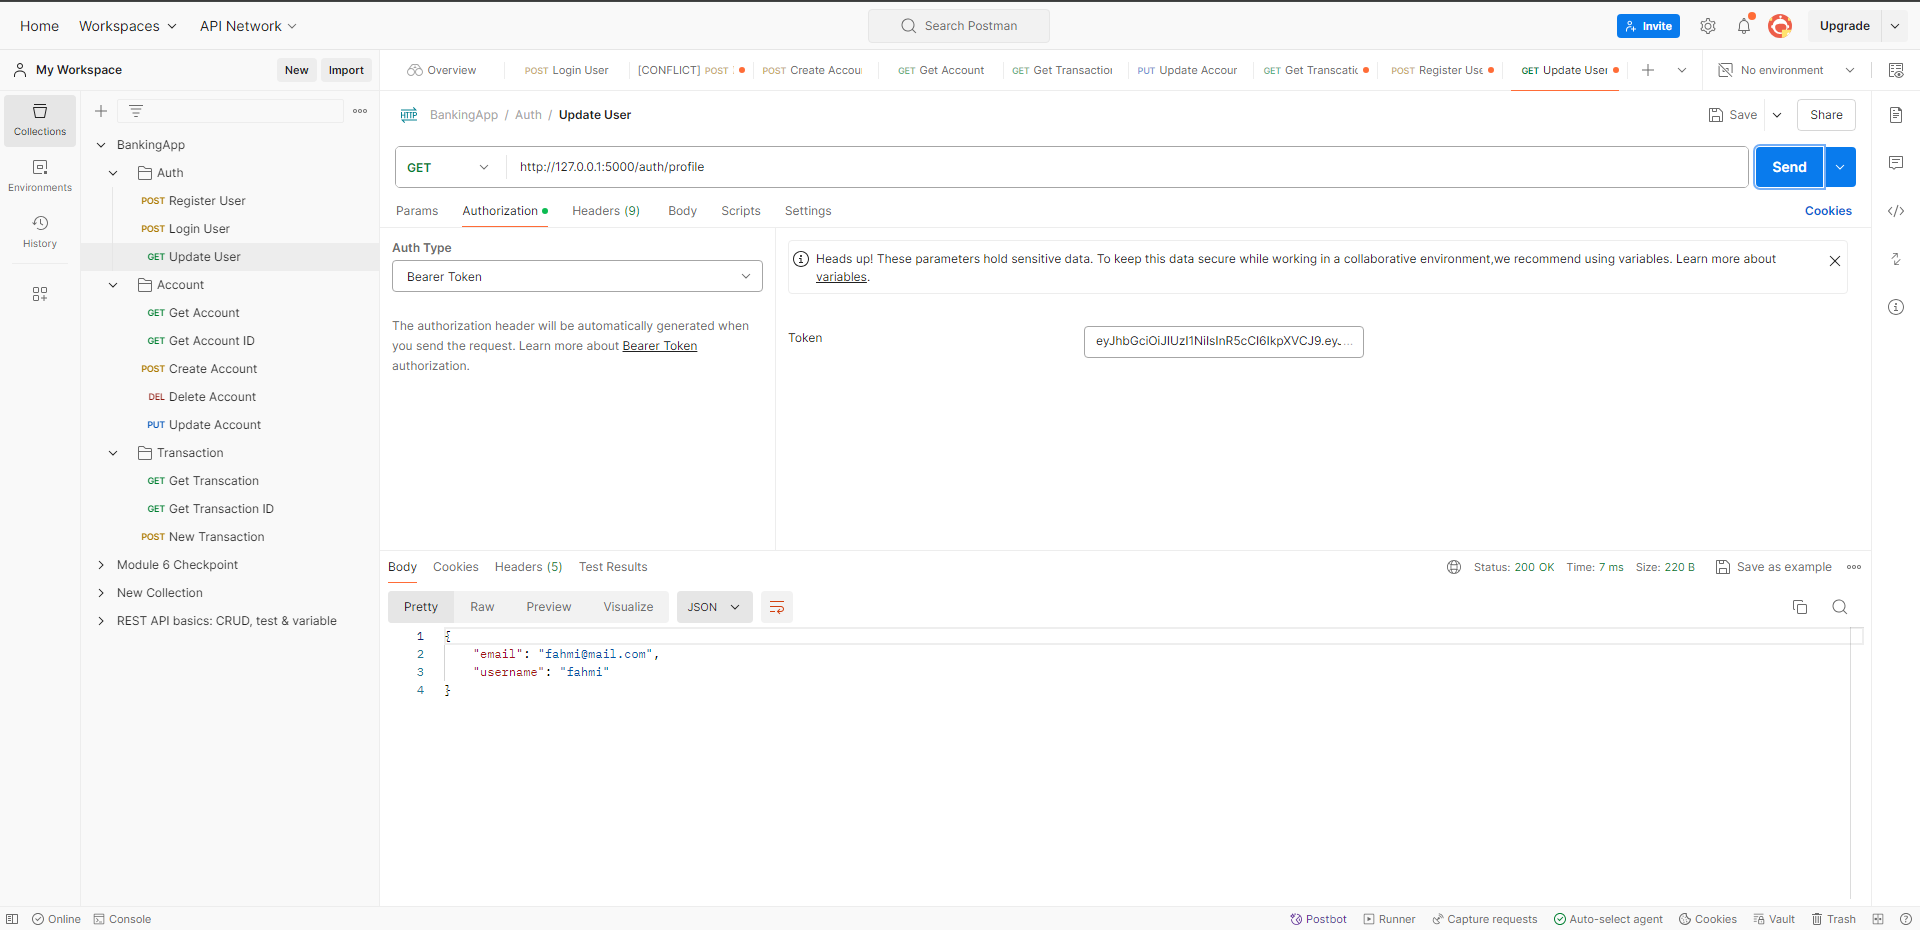 Home Workspaces API Network Search Postman Invite Upgrade
My Workspace New Import Overview POST Login User [CONFLICT] POST POST Create Accou GET Get Account GET Get Transaction PUT Update Accour GET Get Transcatic POST Register Use GET Update User No environment
Collections
Environments
History
BankingApp
Auth
POST Register User
POST Login User
GET Update User
Account
GET Get Account
GET Get Account ID
POST Create Account
DEL Delete Account
PUT Update Account
Transaction
GET Get Transcation
GET Get Transaction ID
POST New Transaction
Module 6 Checkpoint
New Collection
REST API basics: CRUD, test & variable
HTTP BankingApp / Auth / Update User Save Share
GET http://127.0.0.1:5000/auth/profile Send
Params Authorization Headers (9) Body Scripts Settings Cookies
Auth Type
Bearer Token
The authorization header will be automatically generated when
you send the request. Learn more about Bearer Token
authorization.
Heads up! These parameters hold sensitive data. To keep this data secure while working in a collaborative environment,we recommend using variables. Learn more about
variables.
Token eyJhbGciOiJIUzI1NiIsInR5cCI6IkpXVCJ9.eyJ...
Body Cookies Headers (5) Test Results Status: 200 OK Time: 7 ms Size: 220 B Save as example
Pretty Raw Preview Visualize JSON
1 {
2 "email": "fahmi@mail.com",
3 "username": "fahmi"
4 }
Online Console Postbot Runner Capture requests Auto-select agent Cookies Vault Trash